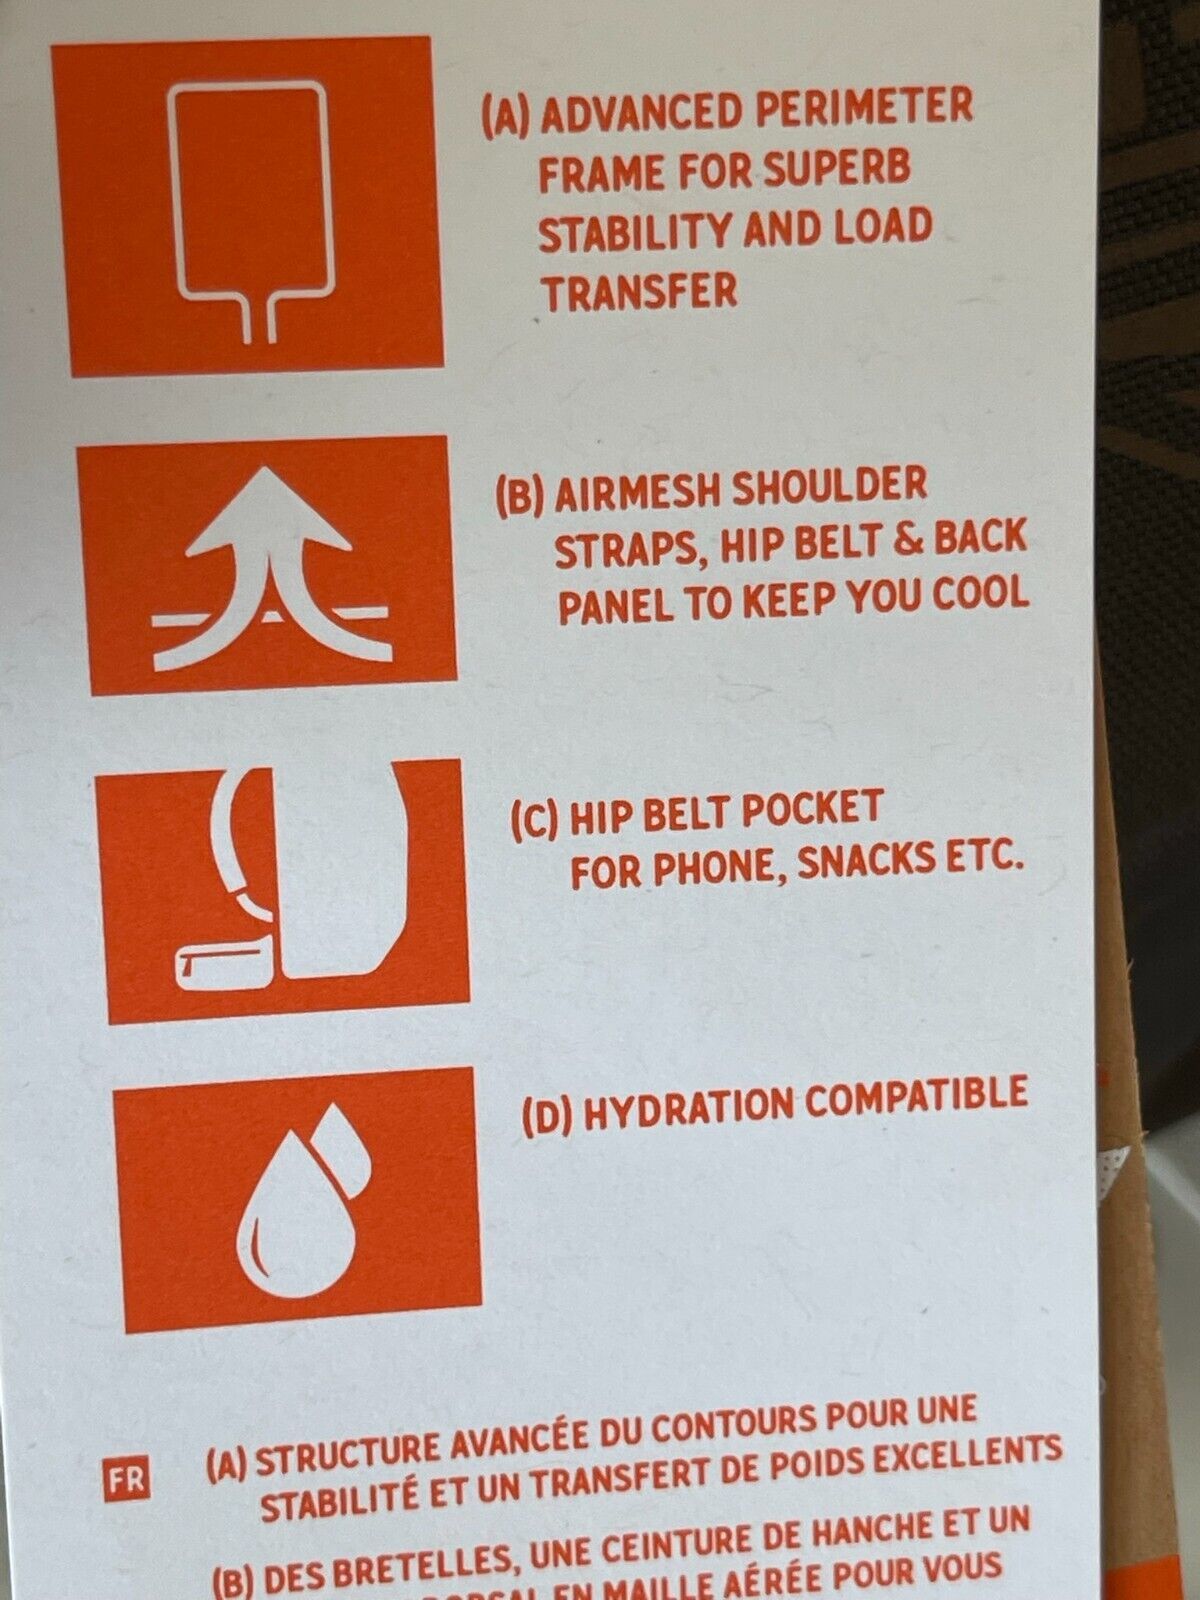 (A) ADVANCED PERIMETER
FRAME FOR SUPERB
STABILITY AND LOAD
TRANSFER
(B) AIRMESH SHOULDER
STRAPS, HIP BELT & BACK
PANEL TO KEEP YOU COOL
(C) HIP BELT POCKET
FOR PHONE, SNACKS ETC.
(D) HYDRATION COMPATIBLE
FR
(A) STRUCTURE AVANCÉE DU CONTOURS POUR UNE
STABILITÉ ET UN TRANSFERT DE POIDS EXCELLENTS
(B) DES BRETELLES, UNE CEINTURE DE HANCHE ET UN
EN MAILLE AÉRÉE POUR VOUS